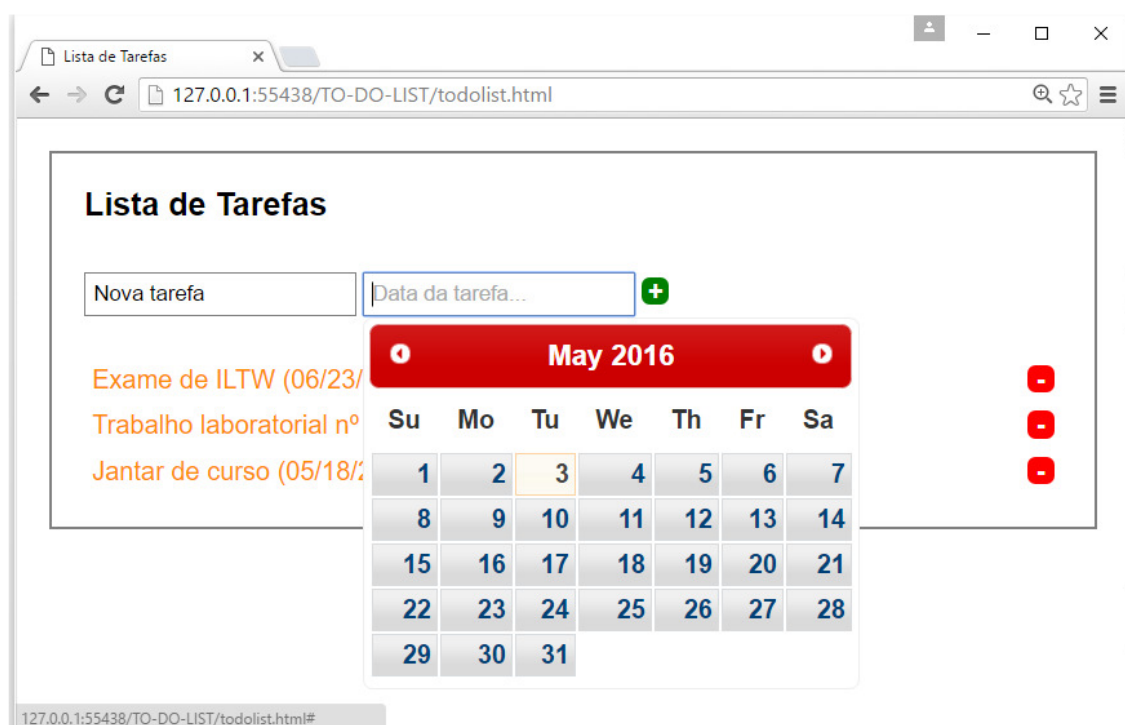 Lista de Tarefas
127.0.0.1:55438/TO-DO-LIST/todolist.html
Lista de Tarefas
Nova tarefa Data da tarefa... +
May 2016
Exame de ILTW (06/23/ -
Trabalho laboratorial nº -
Jantar de curso (05/18/ -
Su Mo Tu We Th Fr Sa
1 2 3 4 5 6 7
8 9 10 11 12 13 14
15 16 17 18 19 20 21
22 23 24 25 26 27 28
29 30 31
127.0.0.1:55438/TO-DO-LIST/todolist.html#